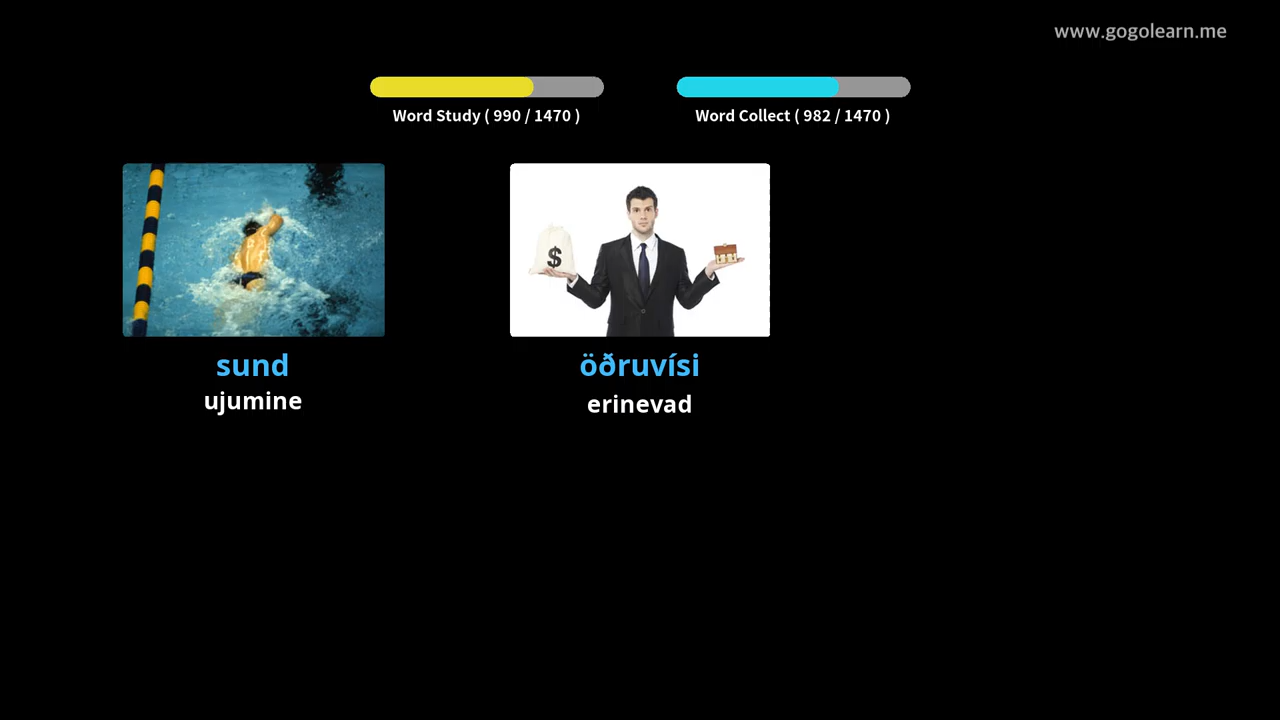 www.gogolearn.me
Word Study ( 990 / 1470 )
Word Collect ( 982 / 1470 )
$
sund
ujumine
öðruvísi
erinevad